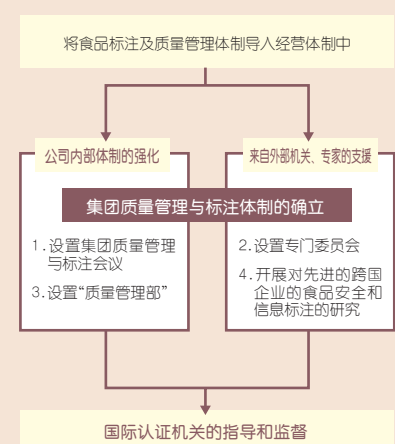 将食品标注及质量管理体制导入经营体制中
公司内部体制的强化
来自外部机关、专家的支援
集团质量管理与标注体制的确立
1.设置集团质量管理
与标注会议
3.设置“质量管理部”
2.设置专门委员会
4.开展对先进的跨国
企业的食品安全和
信息标注的研究
国际认证机关的指导和监督